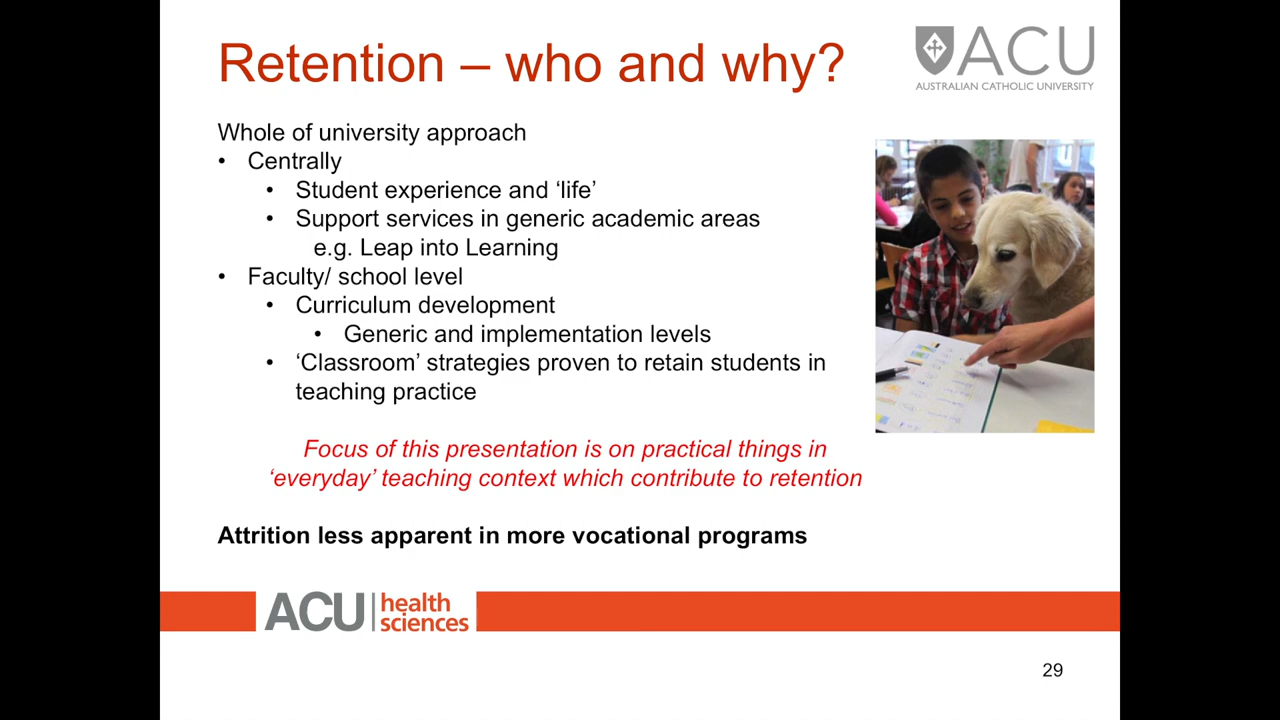 Retention – who and why?
ACU
AUSTRALIAN CATHOLIC UNIVERSITY
Whole of university approach
• Centrally
• Student experience and ‘life’
• Support services in generic academic areas
e.g. Leap into Learning
• Faculty/ school level
• Curriculum development
• Generic and implementation levels
• ‘Classroom’ strategies proven to retain students in
teaching practice
Focus of this presentation is on practical things in
‘everyday’ teaching context which contribute to retention
Attrition less apparent in more vocational programs
ACU health
sciences
29